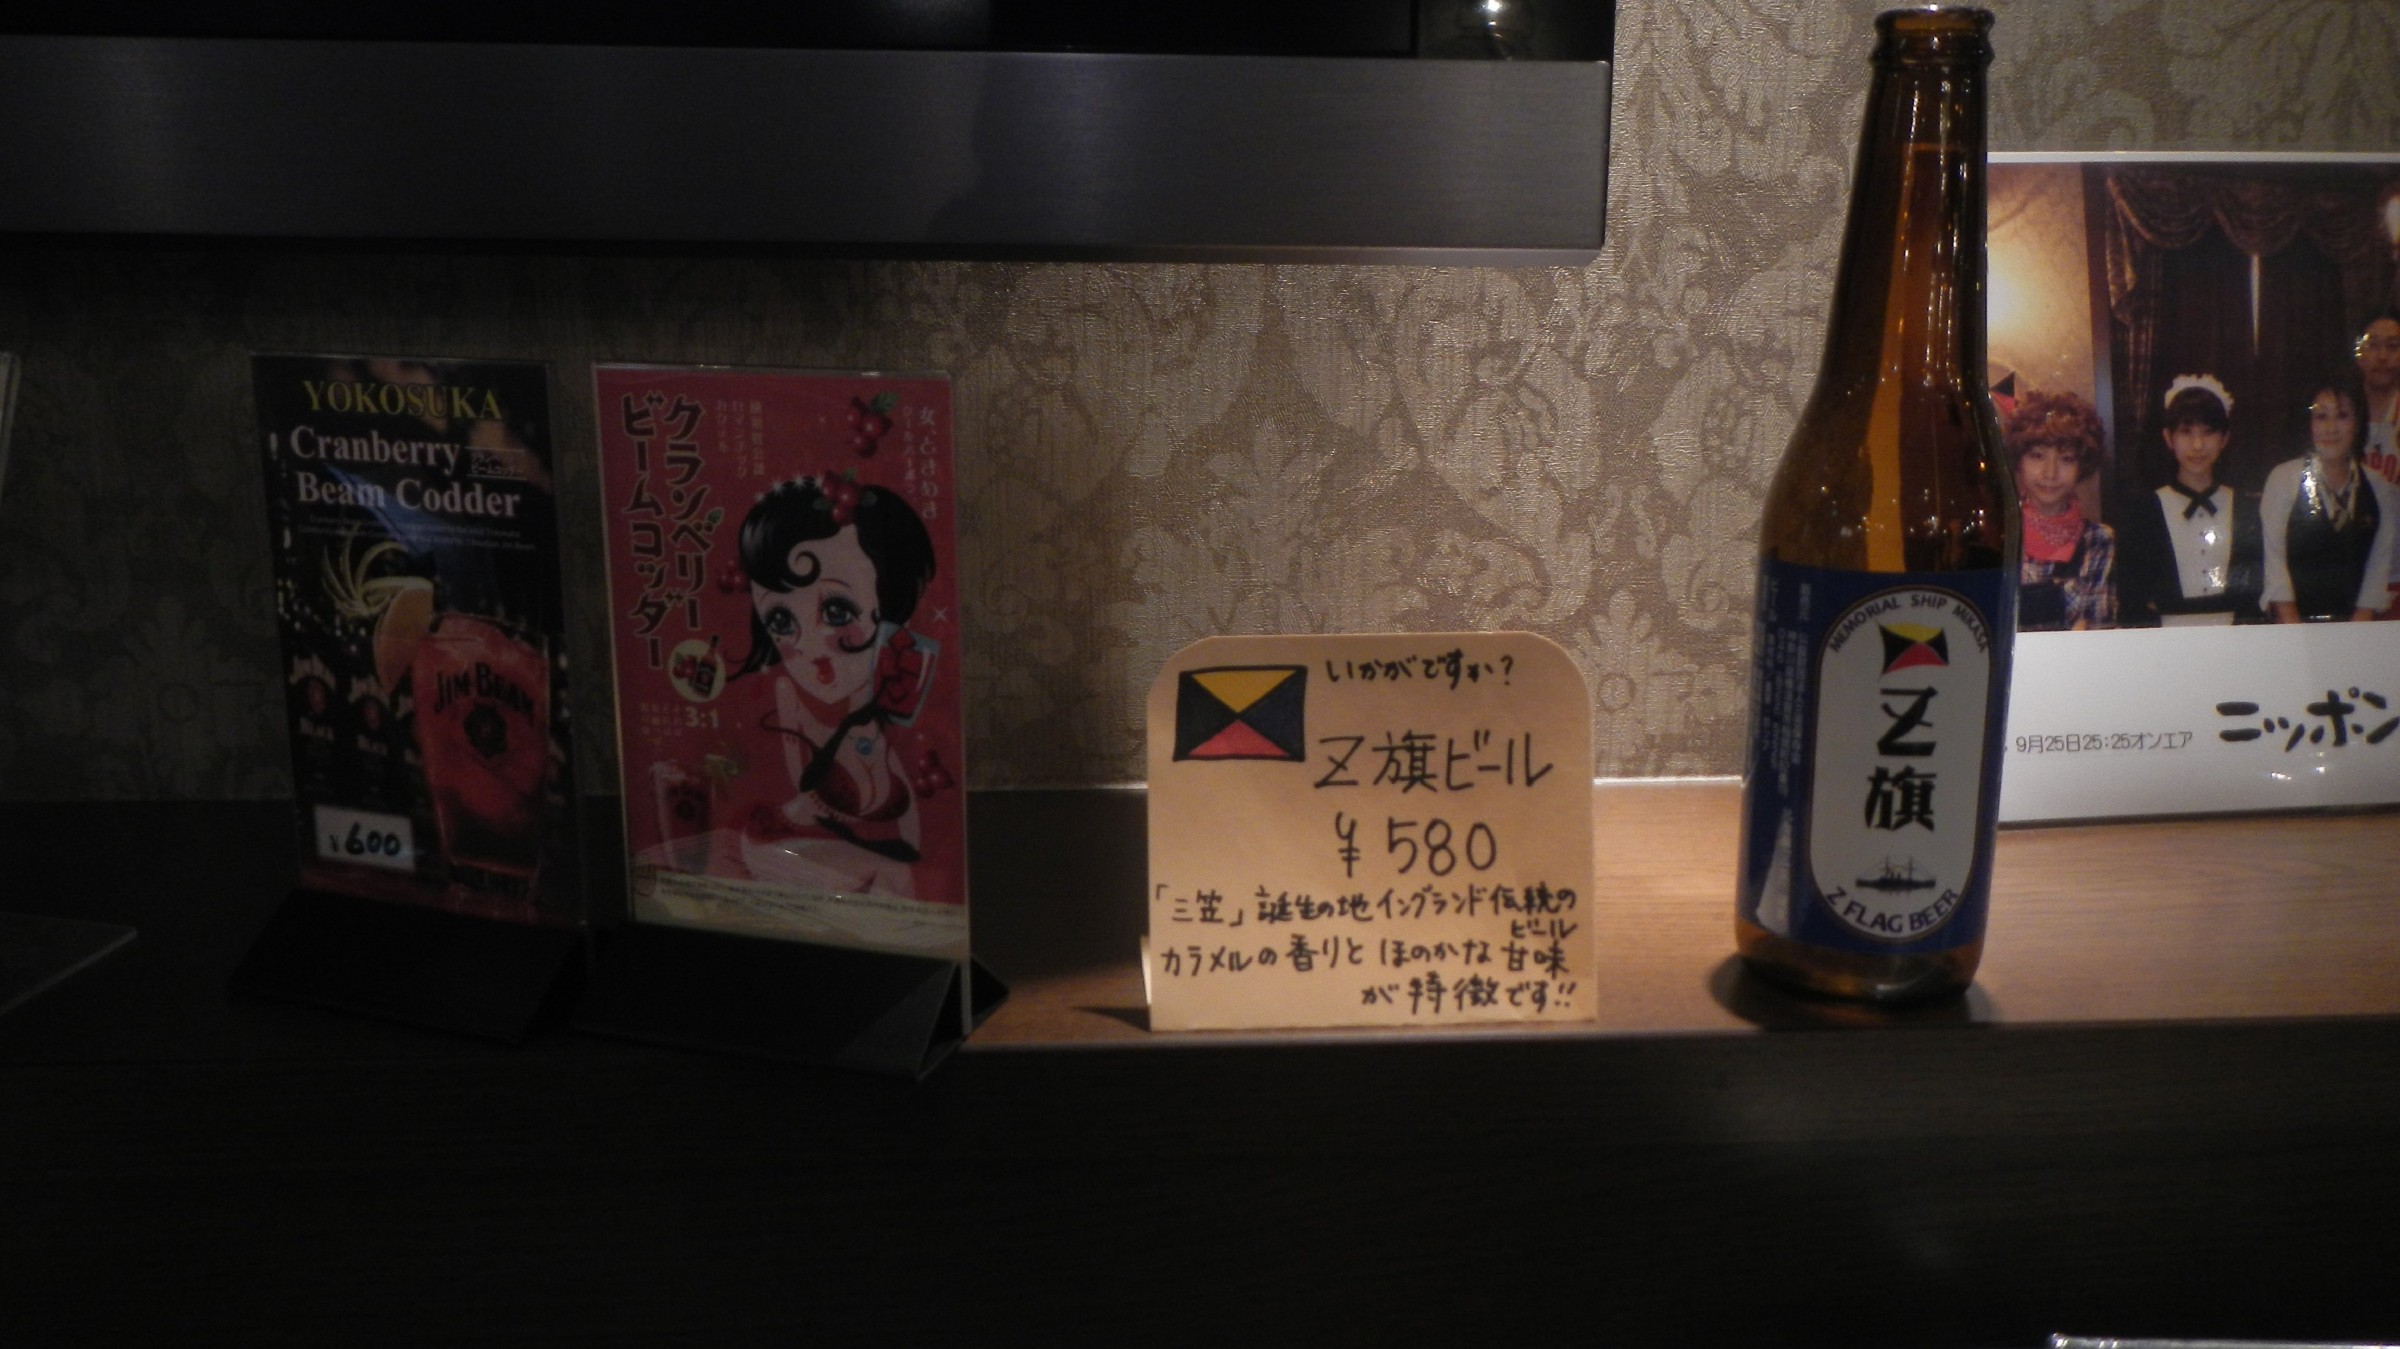 YOKOSUKA
Cranberry
Beam Codder
JIM BEAM
¥600
クランベリー
ビームコッダー
3:1
いかがですか？
Z旗ビール
¥580
「三笠」誕生の地イングランド伝統の
ビール
カラメルの香りとほのかな甘味
が特徴です!!
MEMORIAL SHIP MIKASA
Z
旗
Z FLAG BEER
9月25日25:25オンエア
ニッポン